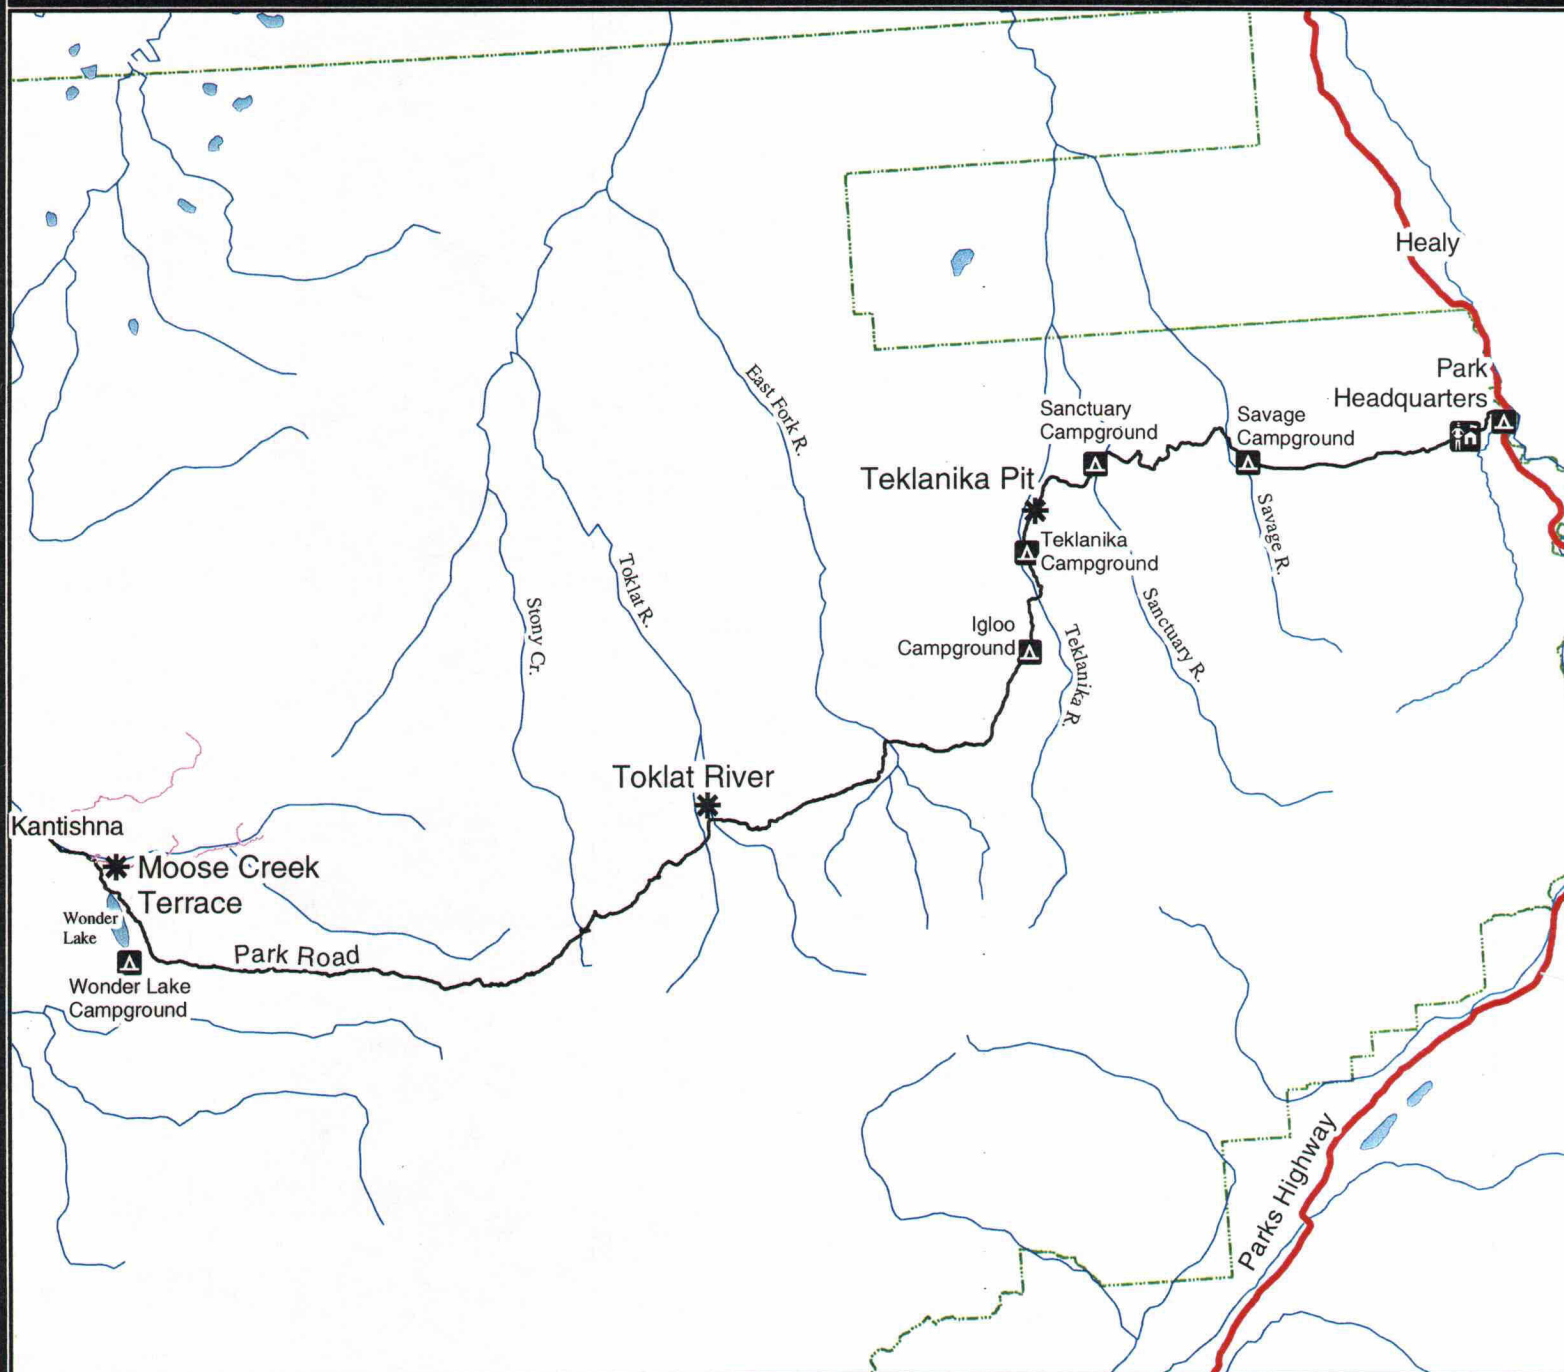 Healy
Park
Headquarters
East Fork R.
Sanctuary
Campground
Savage
Campground
Teklanika Pit
Savage R.
Teklanika
Campground
Toklat R.
Stony Cr.
Sanctuary R.
Igloo
Campground
Teklanika R.
Toklat River
Kantishna
Moose Creek
Terrace
Wonder
Lake
Park Road
Wonder Lake
Campground
Parks Highway